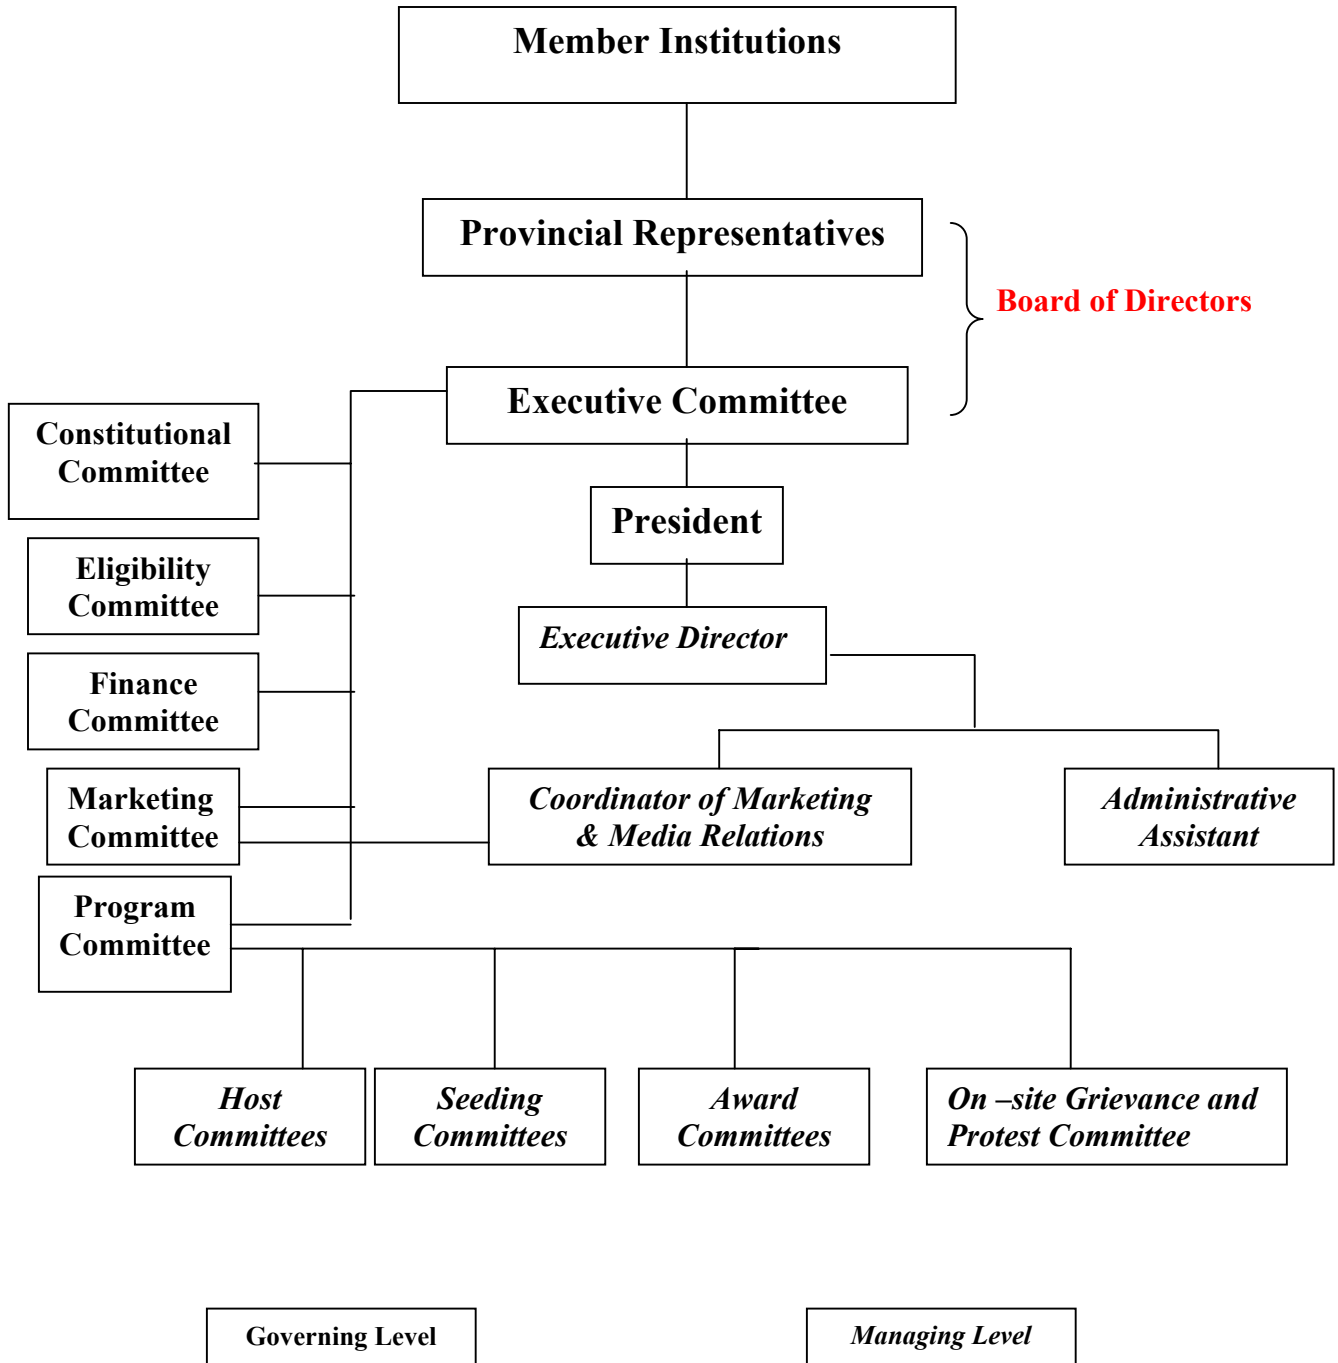 Member Institutions
Provincial Representatives
Board of Directors
Executive Committee
Constitutional
Committee
President
Eligibility
Committee
Executive Director
Finance
Committee
Marketing
Committee
Coordinator of Marketing
& Media Relations
Administrative
Assistant
Program
Committee
Host
Committees
Seeding
Committees
Award
Committees
On –site Grievance and
Protest Committee
Governing Level
Managing Level